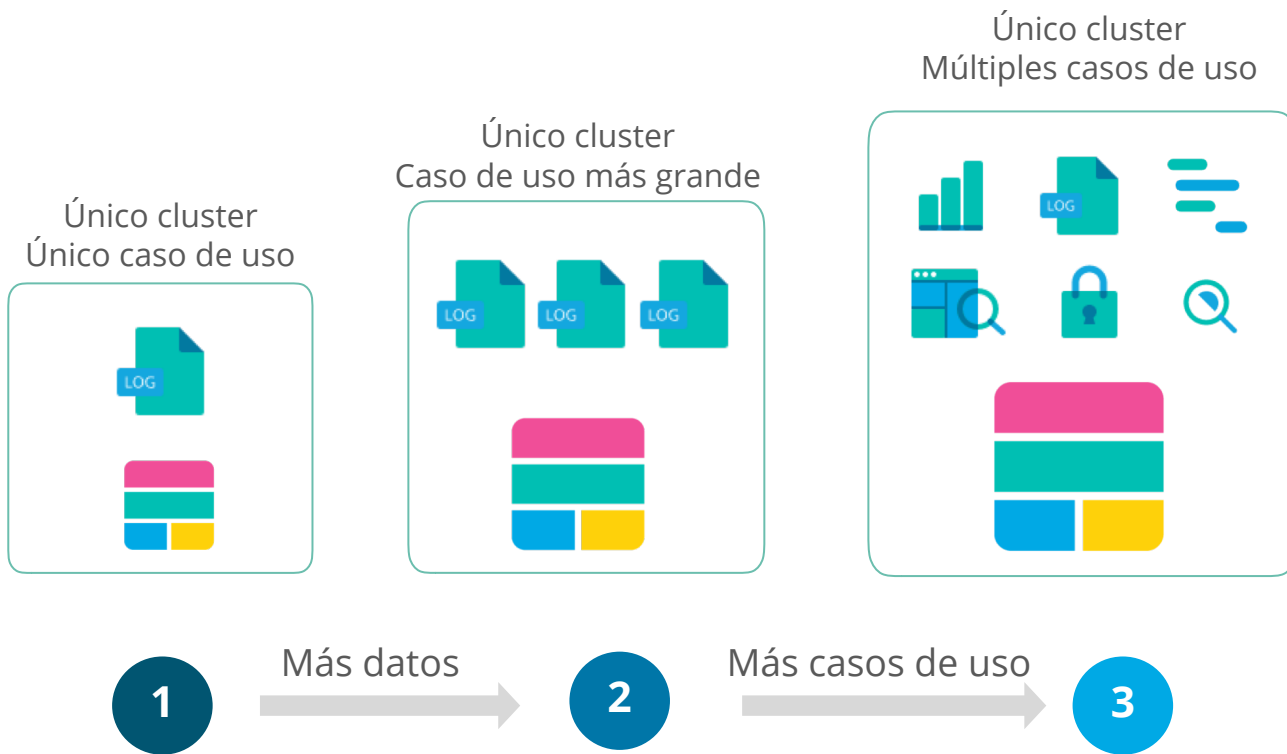 Único cluster
Único caso de uso
LOG
Único cluster
Caso de uso más grande
LOG
LOG
LOG
Único cluster
Múltiples casos de uso
LOG
1
Más datos
2
Más casos de uso
3